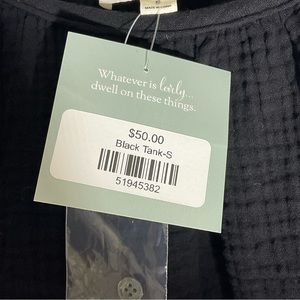 Whatever is lovely...
dwell on these things.
$50.00
Black Tank-S
51945382